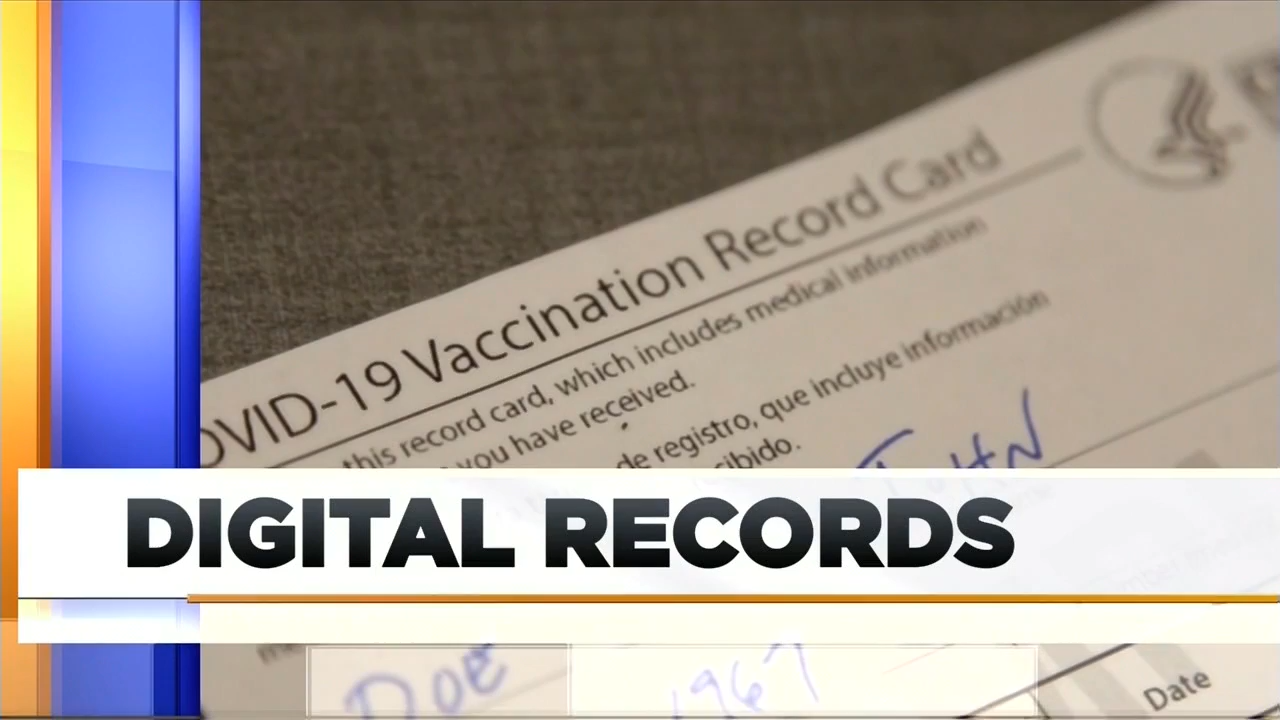 OVID-19 Vaccination Record Card
this record card, which includes medical information
you have received.
de registro, que incluye información
cibido.
JOHN
DIGITAL RECORDS
Doe
1967
Date